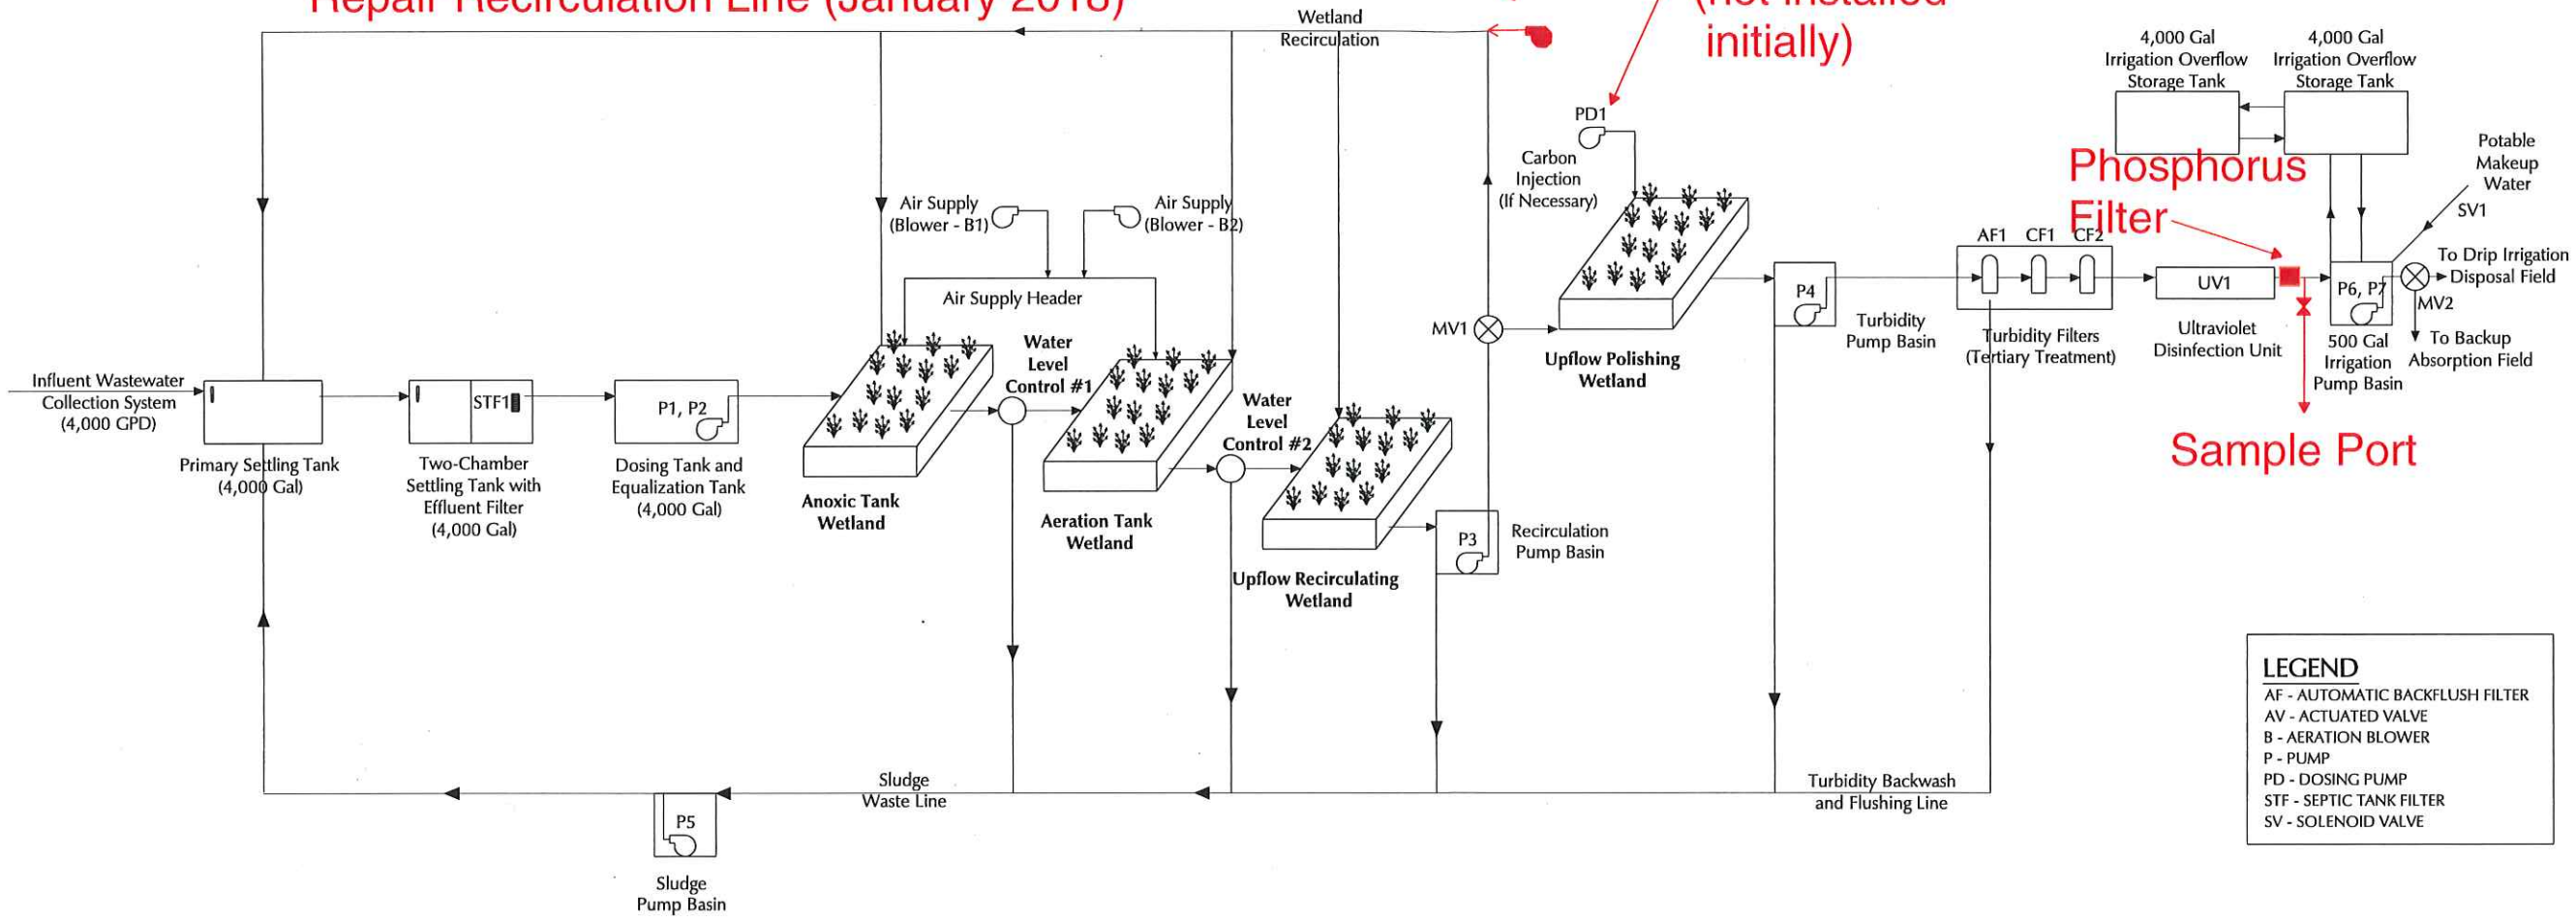 Repair Recirculation Line (January 2018)
(not installed
initially)
Wetland
Recirculation
4,000 Gal
Irrigation Overflow
Storage Tank
4,000 Gal
Irrigation Overflow
Storage Tank
PD1
Carbon
Injection
(If Necessary)
Potable
Makeup
Water
SV1
Phosphorus
Filter
Air Supply
(Blower - B1)
Air Supply
(Blower - B2)
Air Supply Header
AF1
CF1
CF2
To Drip Irrigation
Disposal Field
UV1
P6, P7
MV2
P4
MV1
Turbidity
Pump Basin
Turbidity Filters
(Tertiary Treatment)
Ultraviolet
Disinfection Unit
500 Gal
Irrigation
Pump Basin
To Backup
Absorption Field
Upflow Polishing
Wetland
Water
Level
Control #1
Influent Wastewater
Collection System
(4,000 GPD)
STF1
P1, P2
Water
Level
Control #2
Sample Port
Primary Settling Tank
(4,000 Gal)
Two-Chamber
Settling Tank with
Effluent Filter
(4,000 Gal)
Dosing Tank and
Equalization Tank
(4,000 Gal)
Anoxic Tank
Wetland
Aeration Tank
Wetland
P3
Recirculation
Pump Basin
Upflow Recirculating
Wetland
Sludge
Waste Line
Turbidity Backwash
and Flushing Line
P5
Sludge
Pump Basin
LEGEND
AF - AUTOMATIC BACKFLUSH FILTER
AV - ACTUATED VALVE
B - AERATION BLOWER
P - PUMP
PD - DOSING PUMP
STF - SEPTIC TANK FILTER
SV - SOLENOID VALVE